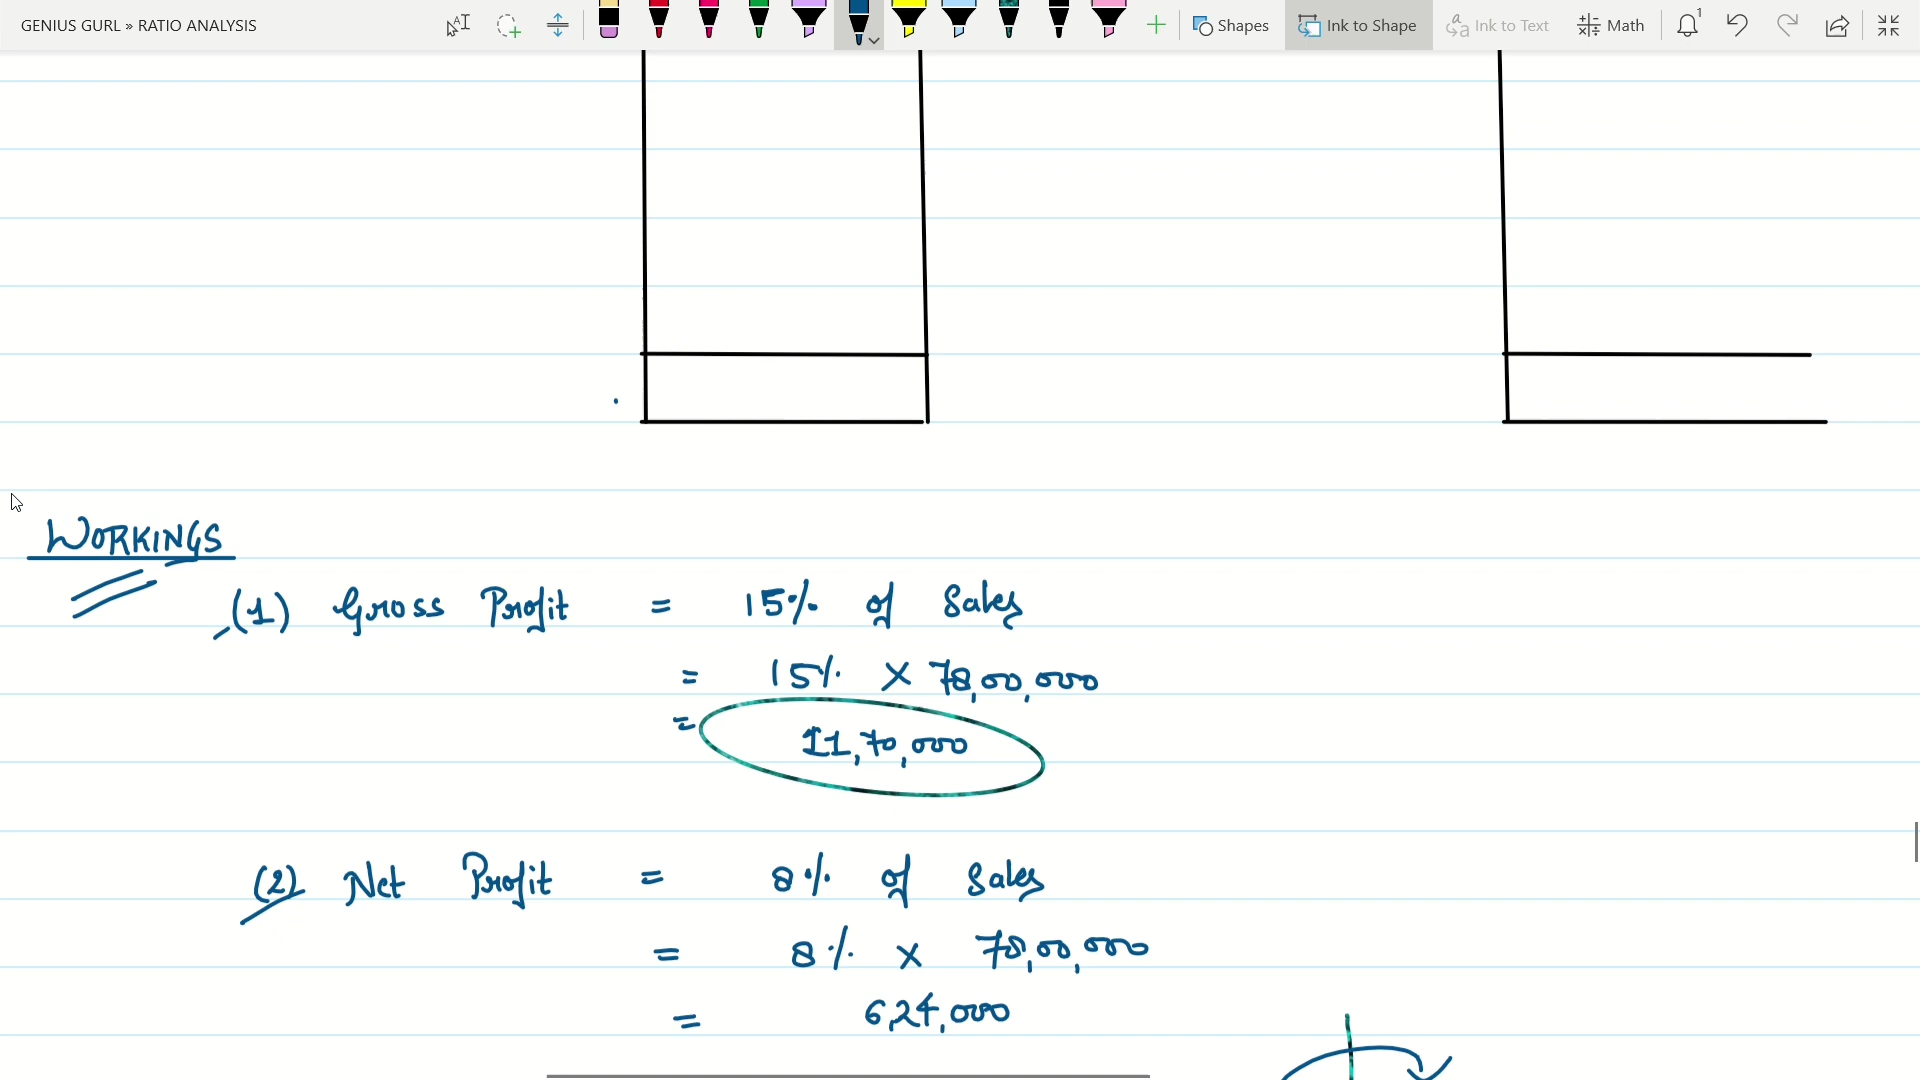 GENIUS GURL » RATIO ANALYSIS Shapes Ink to Shape Ink to Text Math 1
WORKINGS
(1) Gross Profit = 15% of Sales
= 15% × 78,00,000
= 11,70,000
(2) Net Profit = 8% of Sales
= 8% × 78,00,000
= 6,24,000